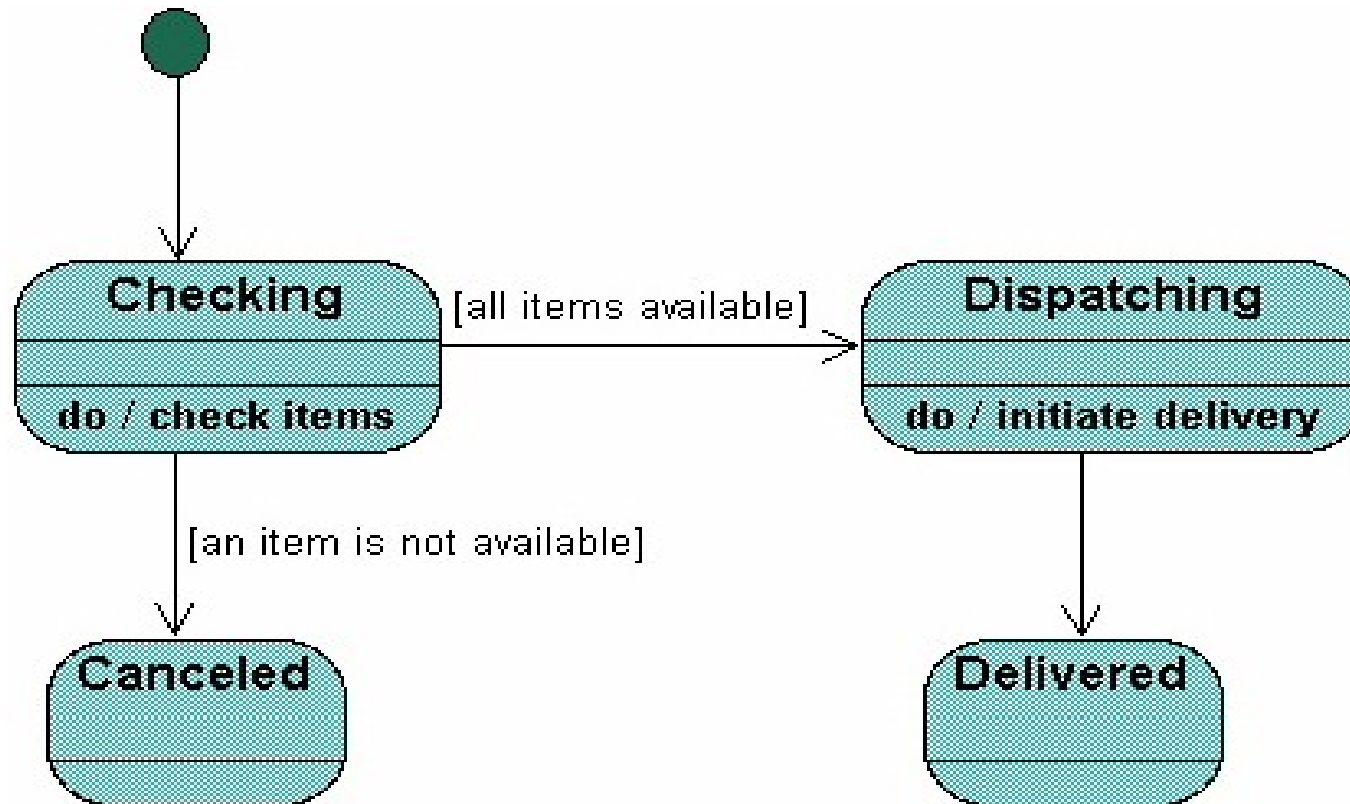 Checking
[all items available]
Dispatching
do / check items
do / initiate delivery
[an item is not available]
Canceled
Delivered